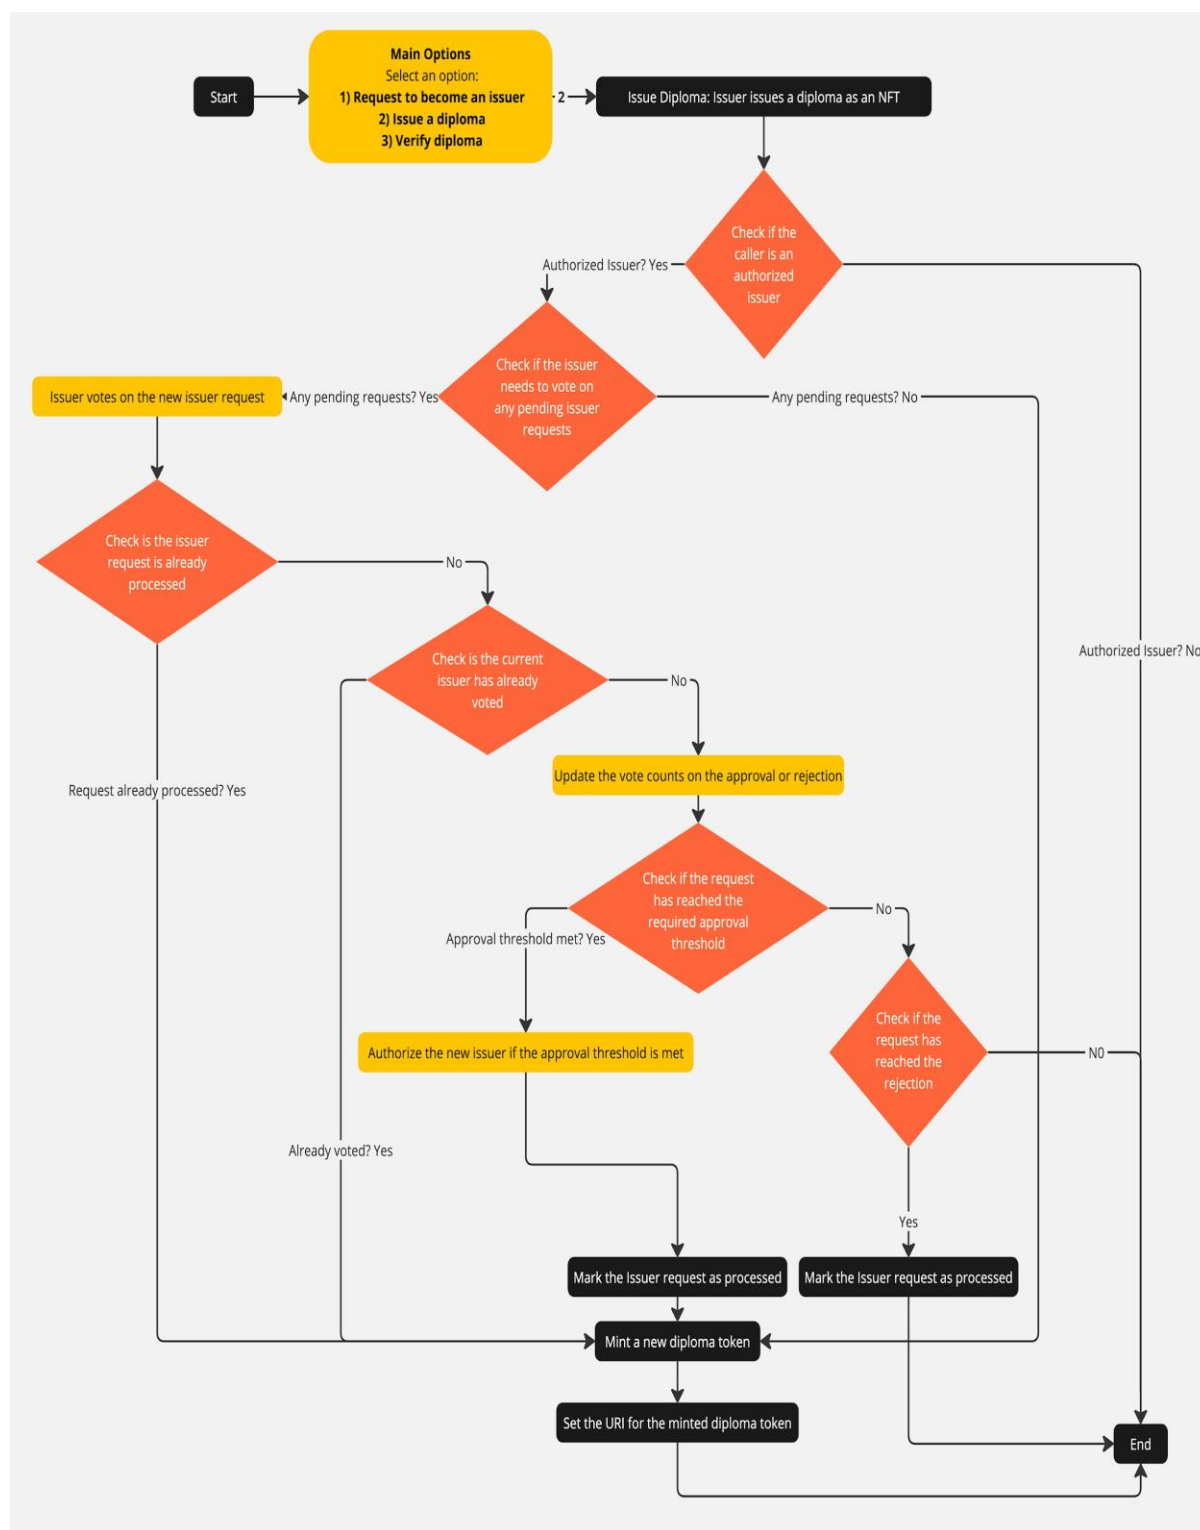 Main Options
Select an option:
1) Request to become an issuer
2) Issue a diploma
3) Verify diploma
Start
2
Issue Diploma: Issuer issues a diploma as an NFT
Check if the
caller is an
authorized
issuer
Authorized Issuer? Yes
Check if the issuer
needs to vote on
any pending issuer
requests
Issuer votes on the new issuer request
Any pending requests? Yes
Any pending requests? No
Check is the issuer
request is already
processed
No
Authorized Issuer? No
Check is the current
issuer has already
voted
No
Update the vote counts on the approval or rejection
Request already processed? Yes
Check if the request
has reached the
required approval
threshold
No
Approval threshold met? Yes
Check if the
request has
reached the
rejection
N0
Authorize the new issuer if the approval threshold is met
Already voted? Yes
Yes
Mark the Issuer request as processed
Mark the Issuer request as processed
Mint a new diploma token
Set the URI for the minted diploma token
End